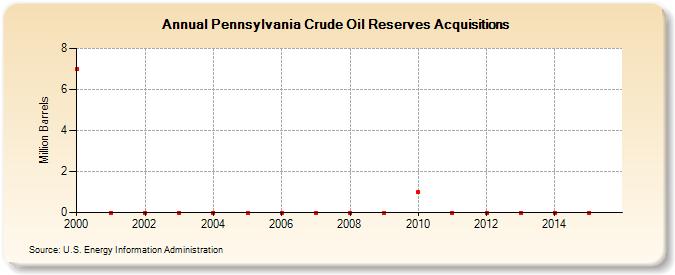 Annual Pennsylvania Crude Oil Reserves Acquisitions
Million Barrels
8
6
4
2
0
2000 2002 2004 2006 2008 2010 2012 2014
Source: U.S. Energy Information Administration